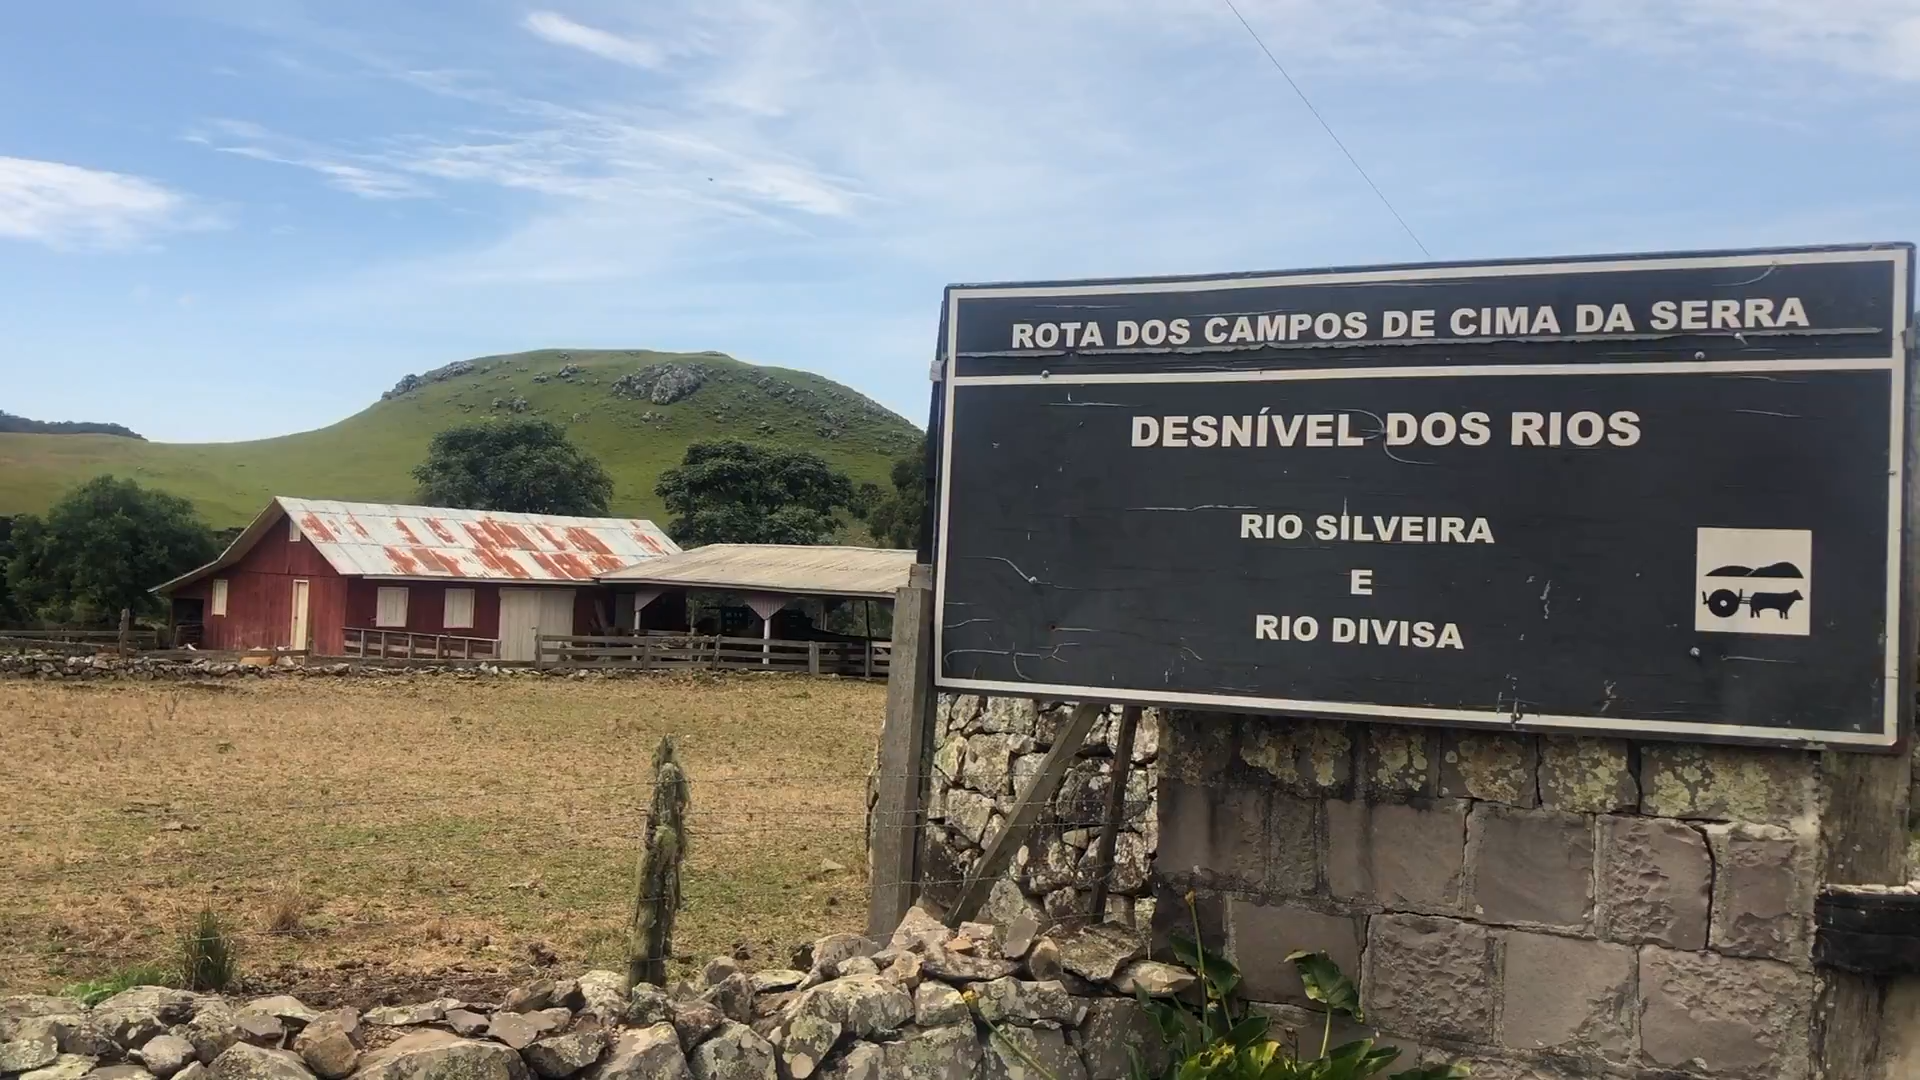 ROTA DOS CAMPOS DE CIMA DA SERRA
DESNÍVEL DOS RIOS
RIO SILVEIRA
E
RIO DIVISA